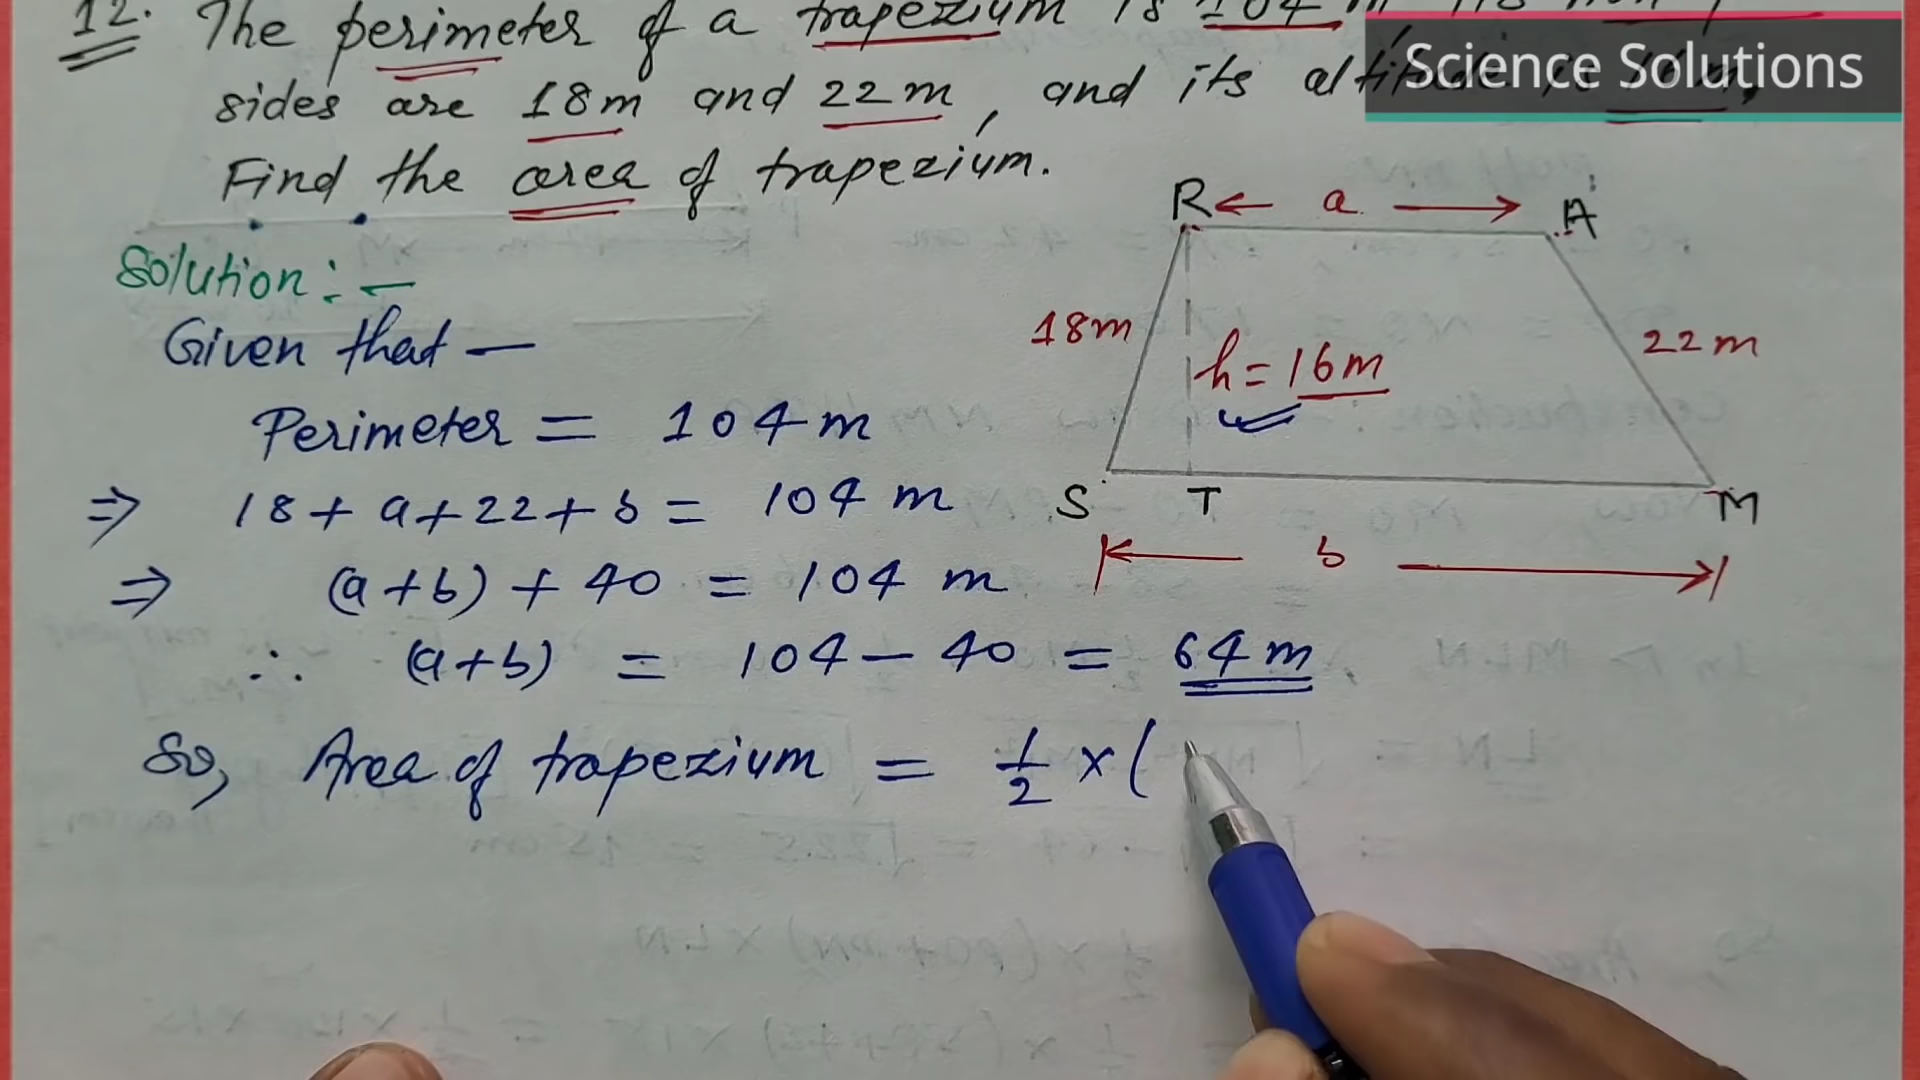 12. The perimeter of a trapezium is 104 m, its
sides are 18m and 22m, and its
Find the area of trapezium.
Science Solutions
Solution:-
Given that —
Perimeter = 104 m
⇒ 18 + a + 22 + b = 104 m
⇒ (a + b) + 40 = 104 m
∴ (a+b) = 104 - 40 = 64 m
So, Area of trapezium = 1/2 × (
R a A
18m h = 16m 22m
S T M
b